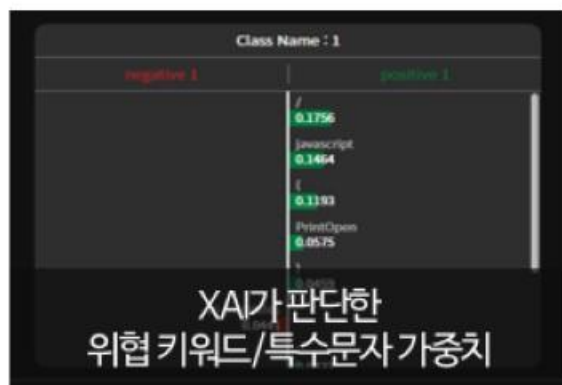 Class Name : 1
negative 1 positive 1
/
0.1756
javascript
0.1464
(
0.1193
PrintOpen
0.0575
XAI가 판단한
위협 키워드/특수문자 가중치